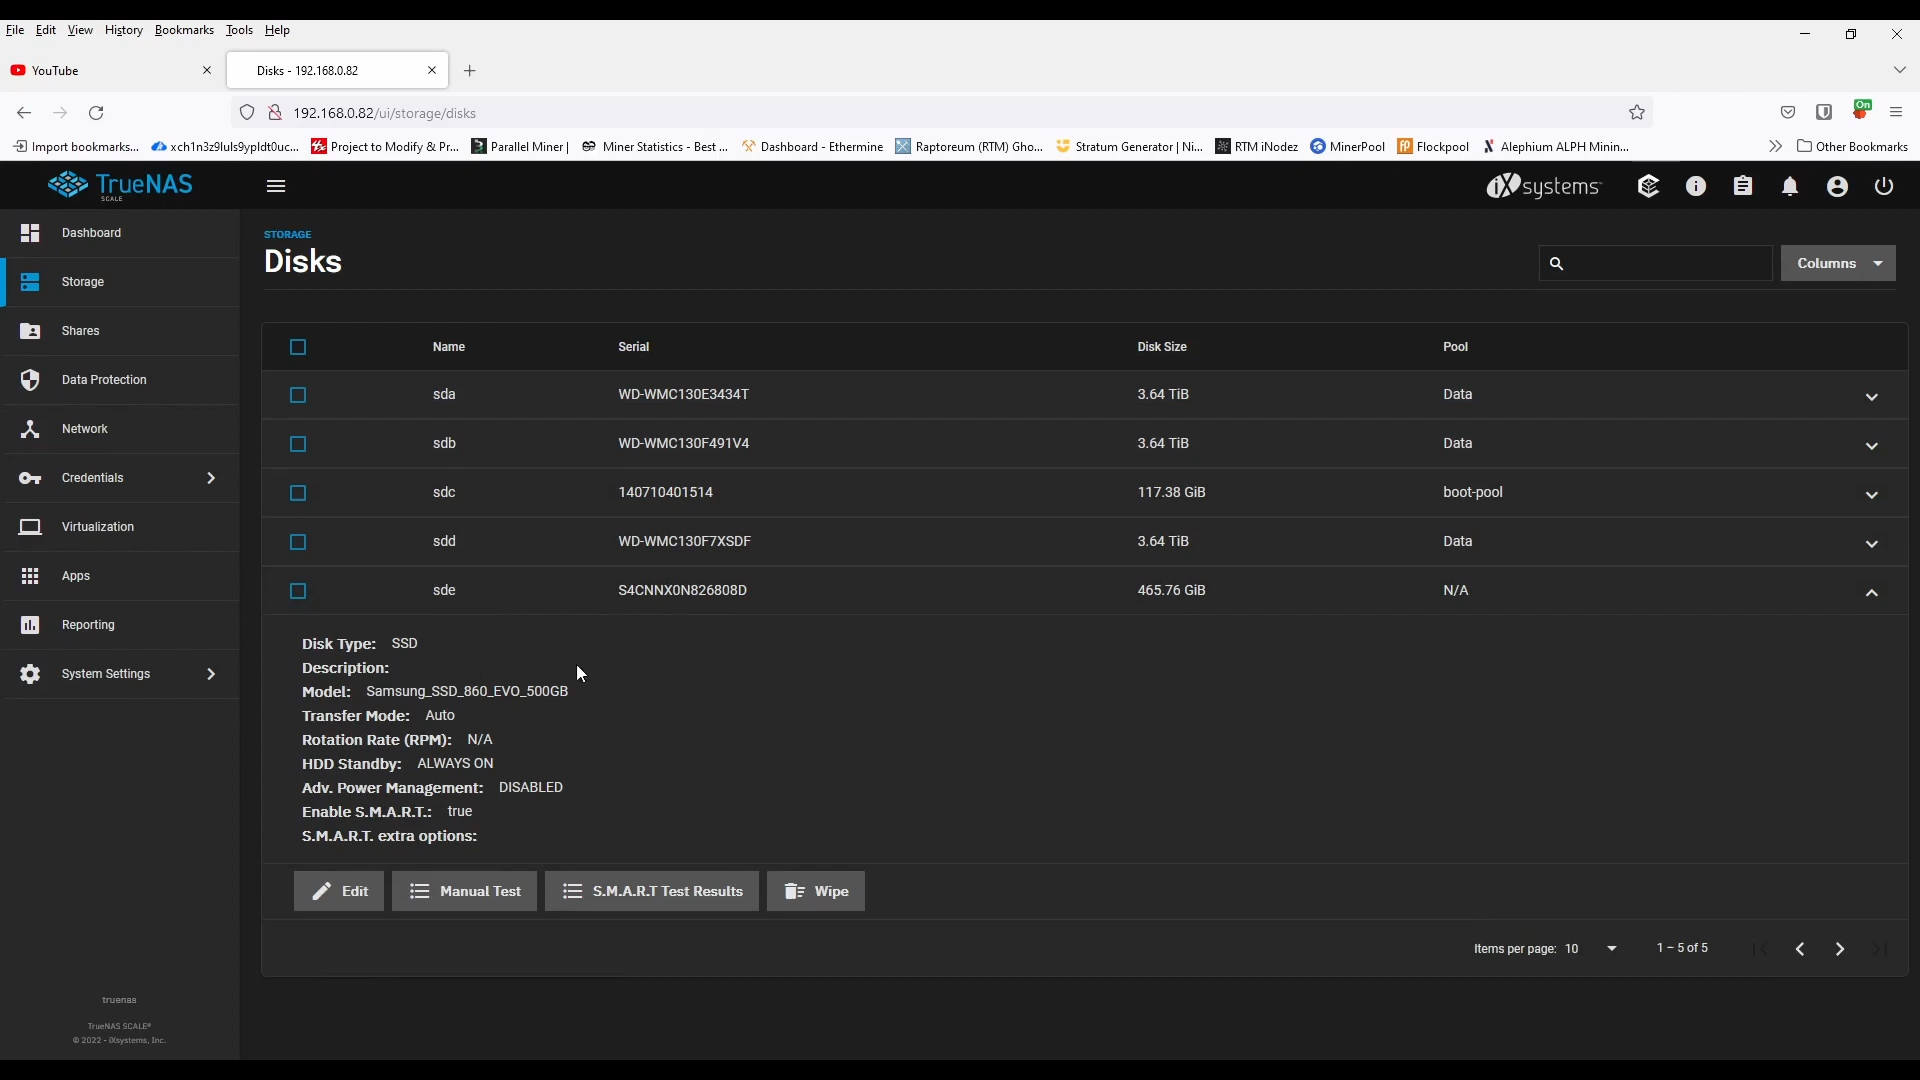 File Edit View History Bookmarks Tools Help
YouTube
Disks - 192.168.0.82
192.168.0.82/ui/storage/disks
On
Import bookmarks... xch1n3z9luls9ypldt0uc... Project to Modify & Pr... Parallel Miner | Miner Statistics - Best ... Dashboard - Ethermine Raptoreum (RTM) Gho... Stratum Generator | Ni... RTM iNodez MinerPool Flockpool Alephium ALPH Minin... Other Bookmarks
TrueNAS
SCALE
iXsystems
Dashboard
Storage
Shares
Data Protection
Network
Credentials
Virtualization
Apps
Reporting
System Settings
truenas
TrueNAS SCALE®
© 2022 - iXsystems, Inc.
STORAGE
Disks
Columns
Name Serial Disk Size Pool
sda WD-WMC130E3434T 3.64 TiB Data
sdb WD-WMC130F491V4 3.64 TiB Data
sdc 140710401514 117.38 GiB boot-pool
sdd WD-WMC130F7XSDF 3.64 TiB Data
sde S4CNNX0N826808D 465.76 GiB N/A
Disk Type: SSD
Description:
Model: Samsung_SSD_860_EVO_500GB
Transfer Mode: Auto
Rotation Rate (RPM): N/A
HDD Standby: ALWAYS ON
Adv. Power Management: DISABLED
Enable S.M.A.R.T.: true
S.M.A.R.T. extra options:
Edit Manual Test S.M.A.R.T Test Results Wipe
Items per page: 10 1 – 5 of 5